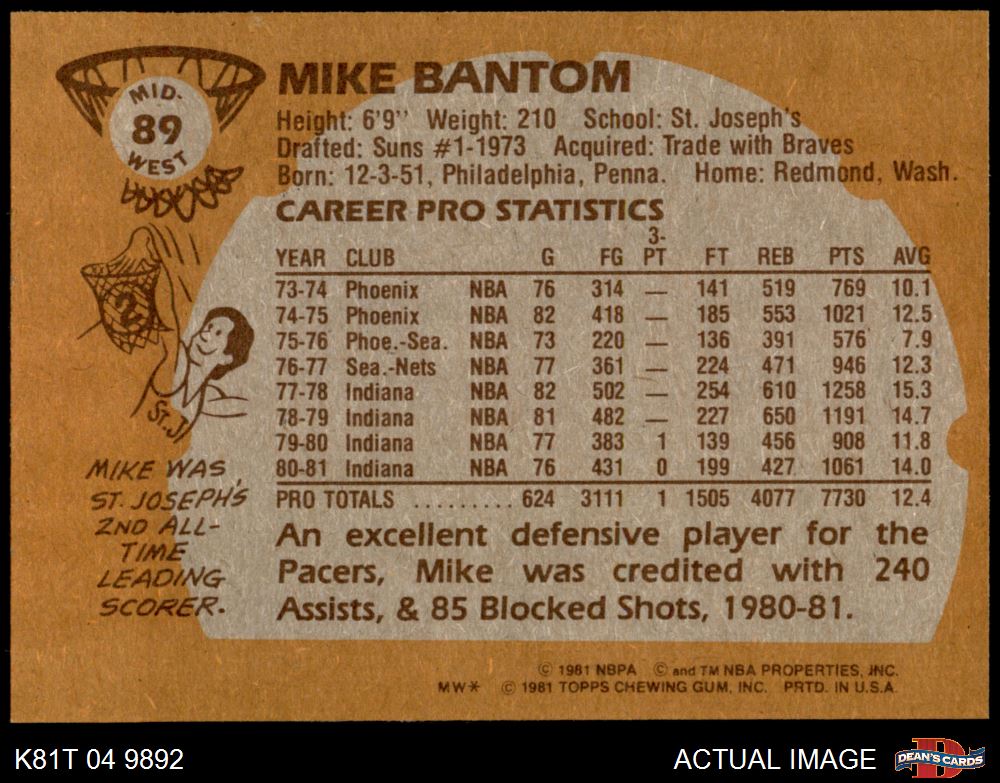 MID-
89
WEST
MIKE BANTOM
Height: 6'9" Weight: 210 School: St. Joseph's
Drafted: Suns #1-1973 Acquired: Trade with Braves
Born: 12-3-51, Philadelphia, Penna. Home: Redmond, Wash.
CAREER PRO STATISTICS
YEAR CLUB G FG 3-PT FT REB PTS AVG
73-74 Phoenix NBA 76 314 — 141 519 769 10.1
74-75 Phoenix NBA 82 418 — 185 553 1021 12.5
75-76 Phoe.-Sea. NBA 73 220 — 136 391 576 7.9
76-77 Sea.-Nets NBA 77 361 — 224 471 946 12.3
77-78 Indiana NBA 82 502 — 254 610 1258 15.3
78-79 Indiana NBA 81 482 — 227 650 1191 14.7
79-80 Indiana NBA 77 383 1 139 456 908 11.8
80-81 Indiana NBA 76 431 0 199 427 1061 14.0
PRO TOTALS .......... 624 3111 1 1505 4077 7730 12.4
St. J
MIKE WAS
ST. JOSEPH'S
2ND ALL-
TIME
LEADING
SCORER.
An excellent defensive player for the
Pacers, Mike was credited with 240
Assists, & 85 Blocked Shots, 1980-81.
© 1981 NBPA © and TM NBA PROPERTIES, INC.
MW* © 1981 TOPPS CHEWING GUM, INC. PRTD. IN U.S.A.
K81T 04 9892
ACTUAL IMAGE
D
DEAN'S CARDS